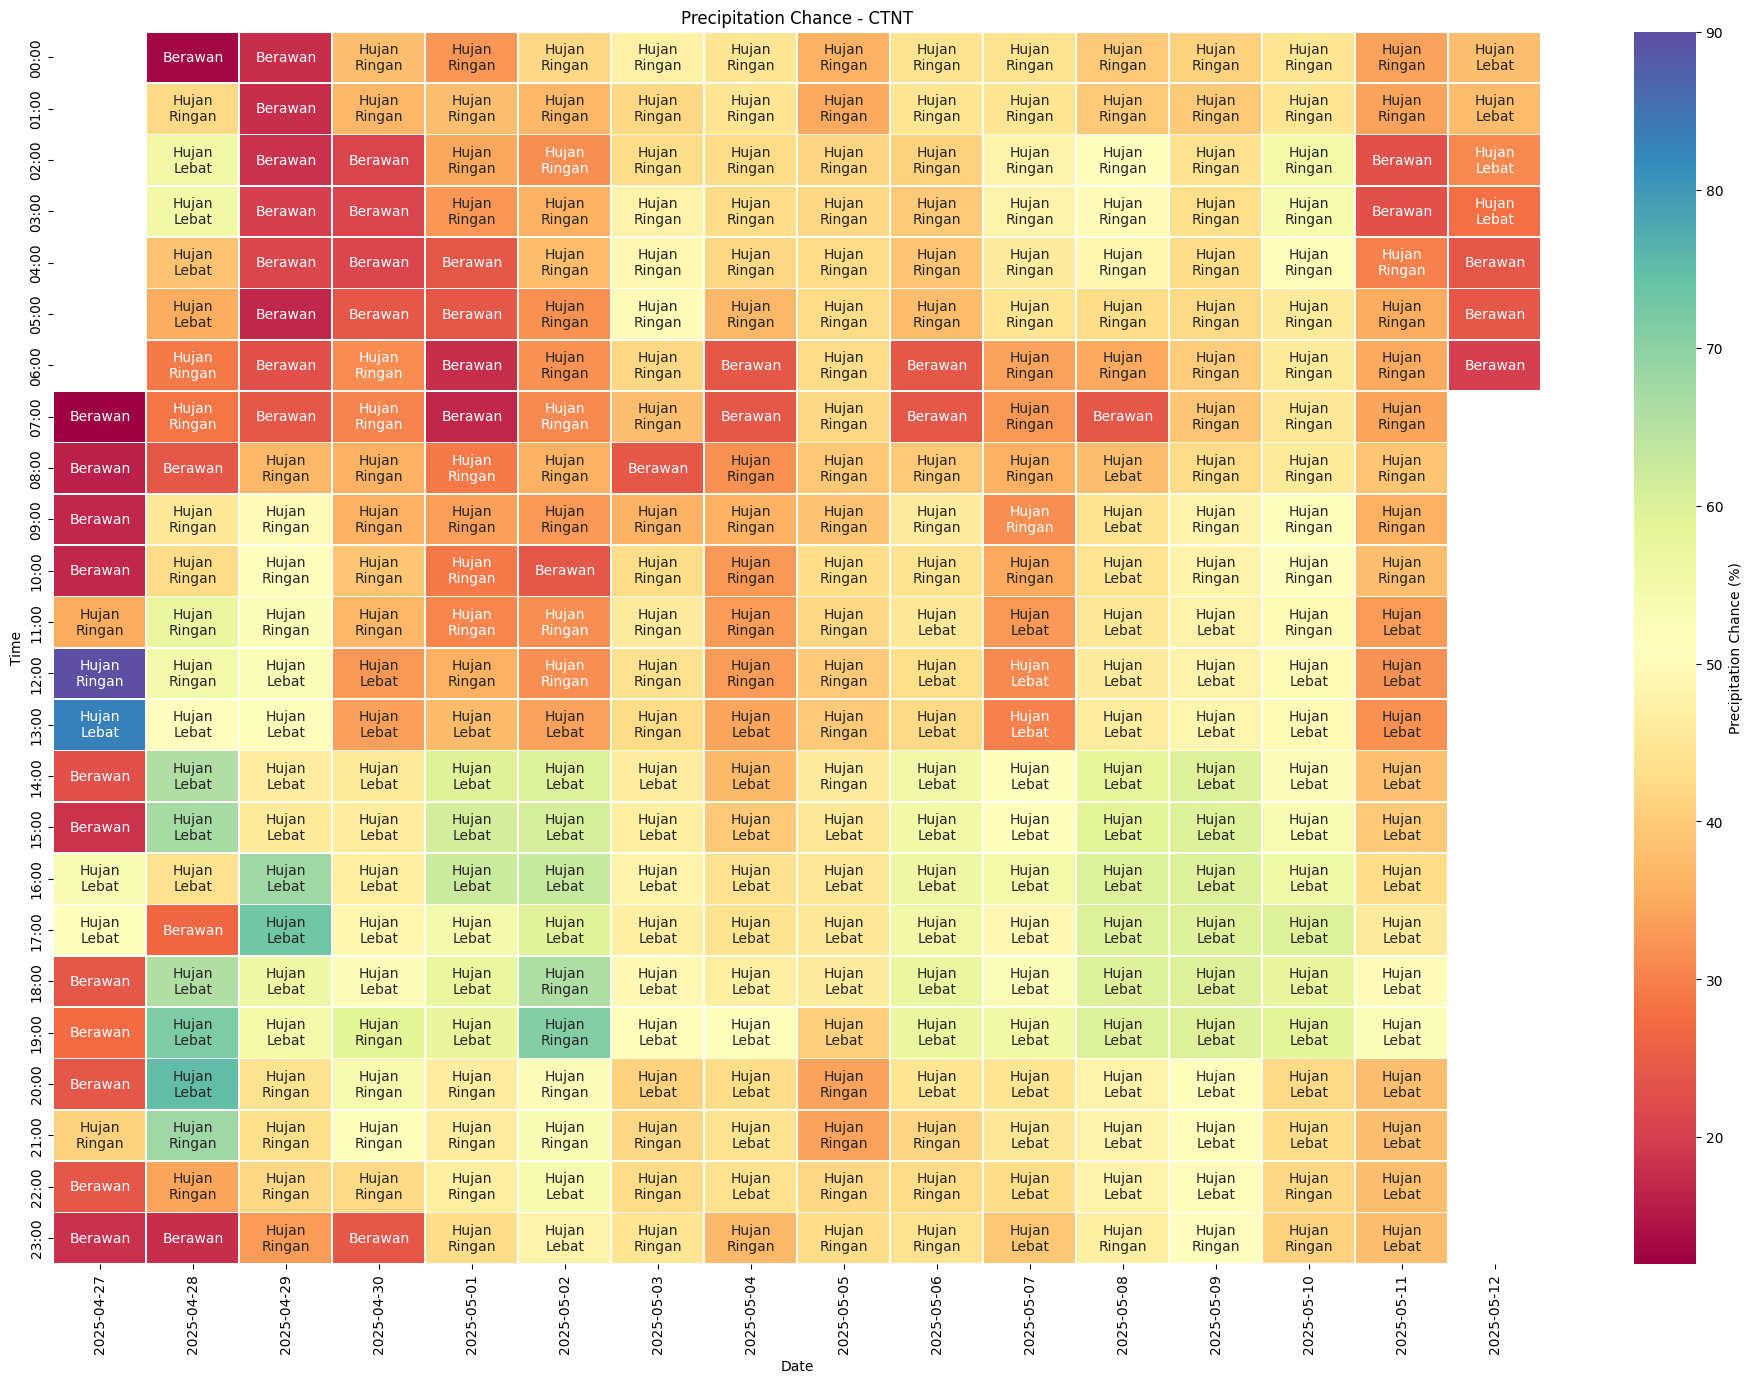 Precipitation Chance - CTNT
00:00 Berawan Berawan Hujan Ringan Hujan Ringan Hujan Ringan Hujan Ringan Hujan Ringan Hujan Ringan Hujan Ringan Hujan Ringan Hujan Ringan Hujan Ringan Hujan Ringan Hujan Ringan Hujan Lebat
01:00 Hujan Ringan Berawan Hujan Ringan Hujan Ringan Hujan Ringan Hujan Ringan Hujan Ringan Hujan Ringan Hujan Ringan Hujan Ringan Hujan Ringan Hujan Ringan Hujan Ringan Hujan Ringan Hujan Lebat
02:00 Hujan Lebat Berawan Berawan Hujan Ringan Hujan Ringan Hujan Ringan Hujan Ringan Hujan Ringan Hujan Ringan Hujan Ringan Hujan Ringan Hujan Ringan Hujan Ringan Berawan Hujan Lebat
03:00 Hujan Lebat Berawan Berawan Hujan Ringan Hujan Ringan Hujan Ringan Hujan Ringan Hujan Ringan Hujan Ringan Hujan Ringan Hujan Ringan Hujan Ringan Hujan Ringan Berawan Hujan Lebat
04:00 Hujan Lebat Berawan Berawan Berawan Hujan Ringan Hujan Ringan Hujan Ringan Hujan Ringan Hujan Ringan Hujan Ringan Hujan Ringan Hujan Ringan Hujan Ringan Hujan Ringan Berawan
05:00 Hujan Lebat Berawan Berawan Berawan Hujan Ringan Hujan Ringan Hujan Ringan Hujan Ringan Hujan Ringan Hujan Ringan Hujan Ringan Hujan Ringan Hujan Ringan Hujan Ringan Berawan
06:00 Hujan Ringan Berawan Hujan Ringan Berawan Hujan Ringan Hujan Ringan Berawan Hujan Ringan Berawan Hujan Ringan Hujan Ringan Hujan Ringan Hujan Ringan Hujan Ringan Berawan
07:00 Berawan Hujan Ringan Berawan Hujan Ringan Berawan Hujan Ringan Hujan Ringan Berawan Hujan Ringan Berawan Hujan Ringan Berawan Hujan Ringan Hujan Ringan Hujan Ringan
08:00 Berawan Berawan Hujan Ringan Hujan Ringan Hujan Ringan Hujan Ringan Berawan Hujan Ringan Hujan Ringan Hujan Ringan Hujan Ringan Hujan Lebat Hujan Ringan Hujan Ringan Hujan Ringan
09:00 Berawan Hujan Ringan Hujan Ringan Hujan Ringan Hujan Ringan Hujan Ringan Hujan Ringan Hujan Ringan Hujan Ringan Hujan Ringan Hujan Ringan Hujan Lebat Hujan Ringan Hujan Ringan Hujan Ringan
10:00 Berawan Hujan Ringan Hujan Ringan Hujan Ringan Hujan Ringan Berawan Hujan Ringan Hujan Ringan Hujan Ringan Hujan Ringan Hujan Ringan Hujan Lebat Hujan Ringan Hujan Ringan Hujan Ringan
11:00 Hujan Ringan Hujan Ringan Hujan Ringan Hujan Ringan Hujan Ringan Hujan Ringan Hujan Ringan Hujan Ringan Hujan Ringan Hujan Lebat Hujan Lebat Hujan Lebat Hujan Lebat Hujan Ringan Hujan Lebat
12:00 Hujan Ringan Hujan Ringan Hujan Lebat Hujan Lebat Hujan Ringan Hujan Ringan Hujan Ringan Hujan Ringan Hujan Ringan Hujan Lebat Hujan Lebat Hujan Lebat Hujan Lebat Hujan Lebat Hujan Lebat
13:00 Hujan Lebat Hujan Lebat Hujan Lebat Hujan Lebat Hujan Lebat Hujan Lebat Hujan Ringan Hujan Lebat Hujan Ringan Hujan Lebat Hujan Lebat Hujan Lebat Hujan Lebat Hujan Lebat Hujan Lebat
14:00 Berawan Hujan Lebat Hujan Lebat Hujan Lebat Hujan Lebat Hujan Lebat Hujan Lebat Hujan Lebat Hujan Ringan Hujan Lebat Hujan Lebat Hujan Lebat Hujan Lebat Hujan Lebat Hujan Lebat
15:00 Berawan Hujan Lebat Hujan Lebat Hujan Lebat Hujan Lebat Hujan Lebat Hujan Lebat Hujan Lebat Hujan Lebat Hujan Lebat Hujan Lebat Hujan Lebat Hujan Lebat Hujan Lebat Hujan Lebat
16:00 Hujan Lebat Hujan Lebat Hujan Lebat Hujan Lebat Hujan Lebat Hujan Lebat Hujan Lebat Hujan Lebat Hujan Lebat Hujan Lebat Hujan Lebat Hujan Lebat Hujan Lebat Hujan Lebat Hujan Lebat
17:00 Hujan Lebat Berawan Hujan Lebat Hujan Lebat Hujan Lebat Hujan Lebat Hujan Lebat Hujan Lebat Hujan Lebat Hujan Lebat Hujan Lebat Hujan Lebat Hujan Lebat Hujan Lebat Hujan Lebat
18:00 Berawan Hujan Lebat Hujan Lebat Hujan Lebat Hujan Lebat Hujan Ringan Hujan Lebat Hujan Lebat Hujan Lebat Hujan Lebat Hujan Lebat Hujan Lebat Hujan Lebat Hujan Lebat Hujan Lebat
19:00 Berawan Hujan Lebat Hujan Lebat Hujan Ringan Hujan Lebat Hujan Ringan Hujan Lebat Hujan Lebat Hujan Lebat Hujan Lebat Hujan Lebat Hujan Lebat Hujan Lebat Hujan Lebat Hujan Lebat
20:00 Berawan Hujan Lebat Hujan Ringan Hujan Ringan Hujan Ringan Hujan Ringan Hujan Lebat Hujan Lebat Hujan Ringan Hujan Lebat Hujan Lebat Hujan Lebat Hujan Lebat Hujan Lebat Hujan Lebat
21:00 Hujan Ringan Hujan Ringan Hujan Ringan Hujan Ringan Hujan Ringan Hujan Ringan Hujan Ringan Hujan Lebat Hujan Ringan Hujan Ringan Hujan Lebat Hujan Lebat Hujan Lebat Hujan Lebat Hujan Lebat
22:00 Berawan Hujan Ringan Hujan Ringan Hujan Ringan Hujan Ringan Hujan Lebat Hujan Ringan Hujan Lebat Hujan Ringan Hujan Ringan Hujan Lebat Hujan Lebat Hujan Lebat Hujan Ringan Hujan Lebat
23:00 Berawan Berawan Hujan Ringan Berawan Hujan Ringan Hujan Lebat Hujan Ringan Hujan Ringan Hujan Ringan Hujan Ringan Hujan Lebat Hujan Ringan Hujan Ringan Hujan Ringan Hujan Lebat
Time
2025-04-27 2025-04-28 2025-04-29 2025-04-30 2025-05-01 2025-05-02 2025-05-03 2025-05-04 2025-05-05 2025-05-06 2025-05-07 2025-05-08 2025-05-09 2025-05-10 2025-05-11 2025-05-12
Date
90
80
70
60
50
40
30
20
Precipitation Chance (%)